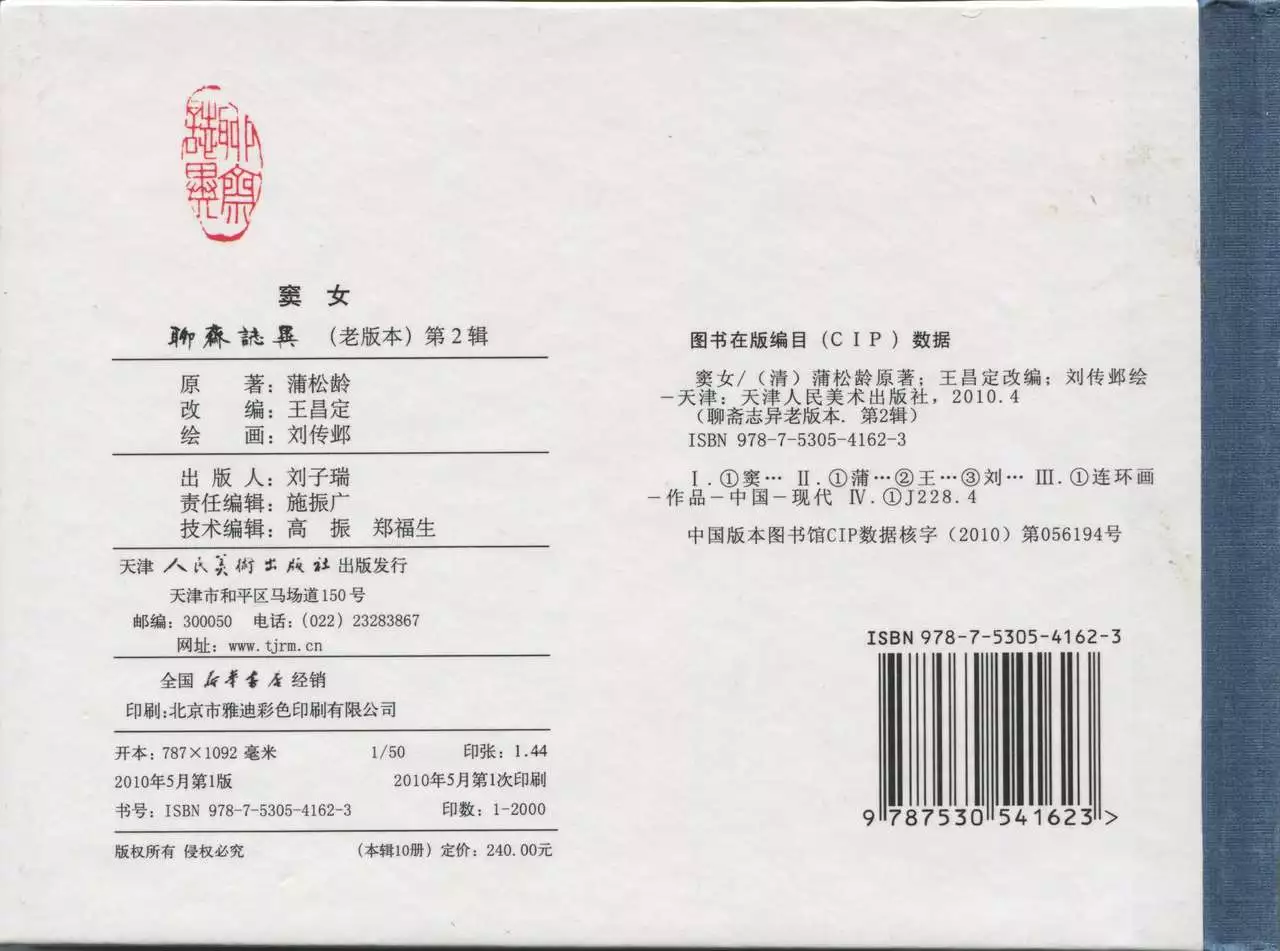 聊齋誌異
窦 女
聊齋誌異（老版本）第2辑
原 著：蒲松龄
改 编：王昌定
绘 画：刘传邺
出 版 人：刘子瑞
责任编辑：施振广
技术编辑：高 振 郑福生
天津人民美術出版社出版发行
天津市和平区马场道150号
邮编：300050 电话：(022) 23283867
网址：www.tjrm.cn
全国新华書店经销
印刷:北京市雅迪彩色印刷有限公司
开本：787×1092 毫米 1/50 印张：1.44
2010年5月第1版 2010年5月第1次印刷
书号：ISBN 978-7-5305-4162-3 印数：1-2000
版权所有 侵权必究 （本辑10册）定价：240.00元
图书在版编目（CIP）数据
窦女/（清）蒲松龄原著；王昌定改编；刘传邺绘
－天津：天津人民美术出版社，2010.4
（聊斋志异老版本．第2辑）
ISBN 978-7-5305-4162-3
Ⅰ.①窦… Ⅱ.①蒲…②王…③刘… Ⅲ.①连环画
－作品－中国－现代 Ⅳ.①J228.4
中国版本图书馆CIP数据核字（2010）第056194号
ISBN 978-7-5305-4162-3
9 787530 541623 >